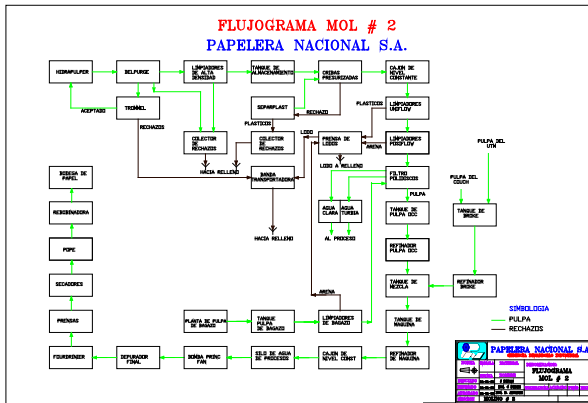 FLUJOGRAMA MOL # 2
PAPELERA NACIONAL S.A.
HIDRAPULPER
BELPURGE
LIMPIADORES DE ALTA DENSIDAD
TANQUE DE ALMACENAMIENTO
CRIBAS PRESURIZADAS
CAJON DE NIVEL CONSTANTE
ACEPTADO
TROMMEL
SEPARPLAST
RECHAZO
PLASTICOS
LIMPIADORES UNIFLOW
RECHAZOS
PLASTICOS
COLECTOR DE RECHAZOS
COLECTOR DE RECHAZOS
LODO
PRENSA DE LODOS
ARENA
LIMPIADORES POSIFLOW
PULPA DEL UTN
HACIA RELLENO
LODO A RELLENO
BANDA TRANSPORTADORA
FILTRO POLIDISCOS
PULPA DEL COUCH
BODEGA DE PAPEL
PULPA
AGUA CLARA
AGUA TURBIA
TANQUE DE PULPA OCC
TANQUE DE BROKE
REBOBINADORA
HACIA RELLENO
AL PROCESO
POPE
REFINADOR PULPA OCC
SECADORES
ARENA
TANQUE DE MEZCLA
REFINADOR BROKE
PRENSAS
PLANTA DE PULPA DE BAGAZO
TANQUE PULPA DE BAGAZO
LIMPIADORES DE BAGAZO
TANQUE DE MAQUINA
SIMBOLOGIA
PULPA
RECHAZOS
FOURDRINIER
DEPURADOR FINAL
BOMBA PRINC FAN
SILO DE AGUA DE PROCESOS
CAJON DE NIVEL CONST
REFINADOR DE MAQUINA
PAPELERA NACIONAL S.A.
FLUJOGRAMA
MOL # 2
MOLINO # 2